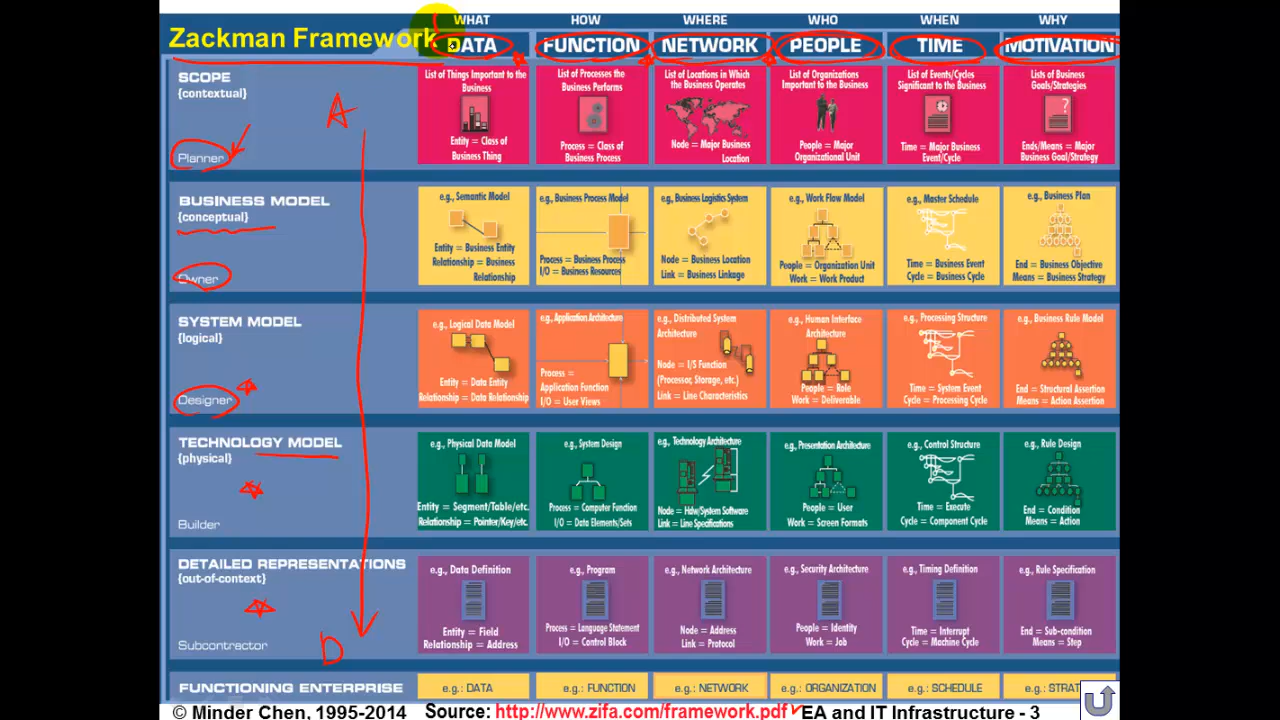 WHAT HOW WHERE WHO WHEN WHY
Zackman Framework DATA FUNCTION NETWORK PEOPLE TIME MOTIVATION
SCOPE
{contextual}
Planner
List of Things Important to the
Business
Entity = Class of
Business Thing
List of Processes the
Business Performs
Process = Class of
Business Process
List of Locations in Which
the Business Operates
Node = Major Business
Location
List of Organizations
Important to the Business
People = Major
Organizational Unit
List of Events/Cycles
Significant to the Business
Time = Major Business
Event/Cycle
Lists of Business
Goals/Strategies
?
Ends/Means = Major
Business Goal/Strategy
A
BUSINESS MODEL
{conceptual}
Owner
e.g., Semantic Model
Entity = Business Entity
Relationship = Business
Relationship
e.g., Business Process Model
Process = Business Process
I/O = Business Resources
e.g., Business Logistics System
Node = Business Location
Link = Business Linkage
e.g., Work Flow Model
People = Organization Unit
Work = Work Product
e.g., Master Schedule
Time = Business Event
Cycle = Business Cycle
e.g., Business Plan
End = Business Objective
Means = Business Strategy
SYSTEM MODEL
{logical}
Designer
e.g., Logical Data Model
Entity = Data Entity
Relationship = Data Relationship
e.g., Application Architecture
Process =
Application Function
I/O = User Views
e.g., Distributed System
Architecture
Node = I/S Function
(Processor, Storage, etc.)
Link = Line Characteristics
e.g., Human Interface
Architecture
People = Role
Work = Deliverable
e.g., Processing Structure
Time = System Event
Cycle = Processing Cycle
e.g., Business Rule Model
End = Structural Assertion
Means = Action Assertion
TECHNOLOGY MODEL
{physical}
Builder
e.g., Physical Data Model
Entity = Segment/Table/etc.
Relationship = Pointer/Key/etc.
e.g., System Design
Process = Computer Function
I/O = Data Elements/Sets
e.g., Technology Architecture
Node = Hdw/System Software
Link = Line Specifications
e.g., Presentation Architecture
People = User
Work = Screen Formats
e.g., Control Structure
Time = Execute
Cycle = Component Cycle
e.g., Rule Design
End = Condition
Means = Action
DETAILED REPRESENTATIONS
{out-of-context}
Subcontractor
e.g., Data Definition
Entity = Field
Relationship = Address
e.g., Program
Process = Language Statement
I/O = Control Block
e.g., Network Architecture
Node = Address
Link = Protocol
e.g., Security Architecture
People = Identity
Work = Job
e.g., Timing Definition
Time = Interrupt
Cycle = Machine Cycle
e.g., Rule Specification
End = Sub-condition
Means = Step
D
FUNCTIONING ENTERPRISE e.g.: DATA e.g.: FUNCTION e.g.: NETWORK e.g.: ORGANIZATION e.g.: SCHEDULE e.g.: STRAT
© Minder Chen, 1995-2014 Source: http://www.zifa.com/framework.pdf EA and IT Infrastructure - 3